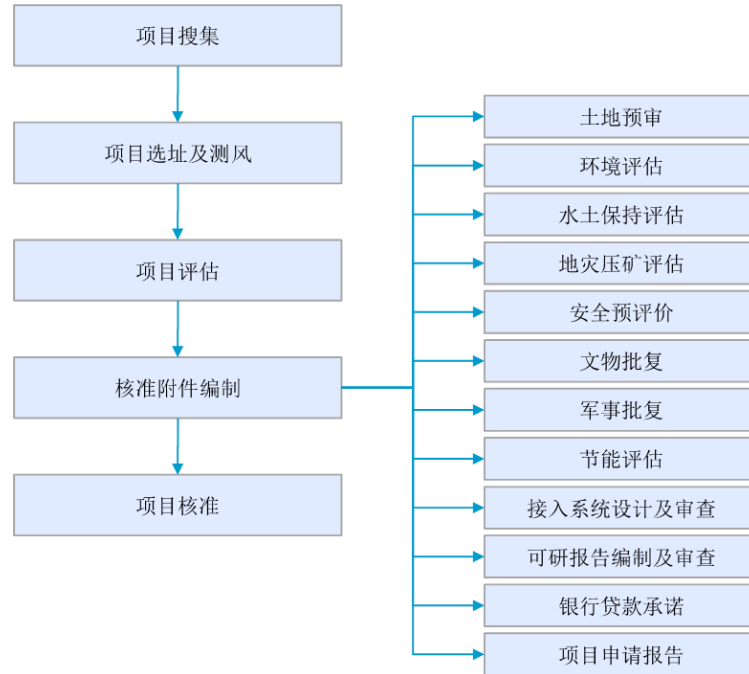 项目搜集
项目选址及测风
项目评估
核准附件编制
项目核准
土地预审
环境评估
水土保持评估
地灾压矿评估
安全预评价
文物批复
军事批复
节能评估
接入系统设计及审查
可研报告编制及审查
银行贷款承诺
项目申请报告